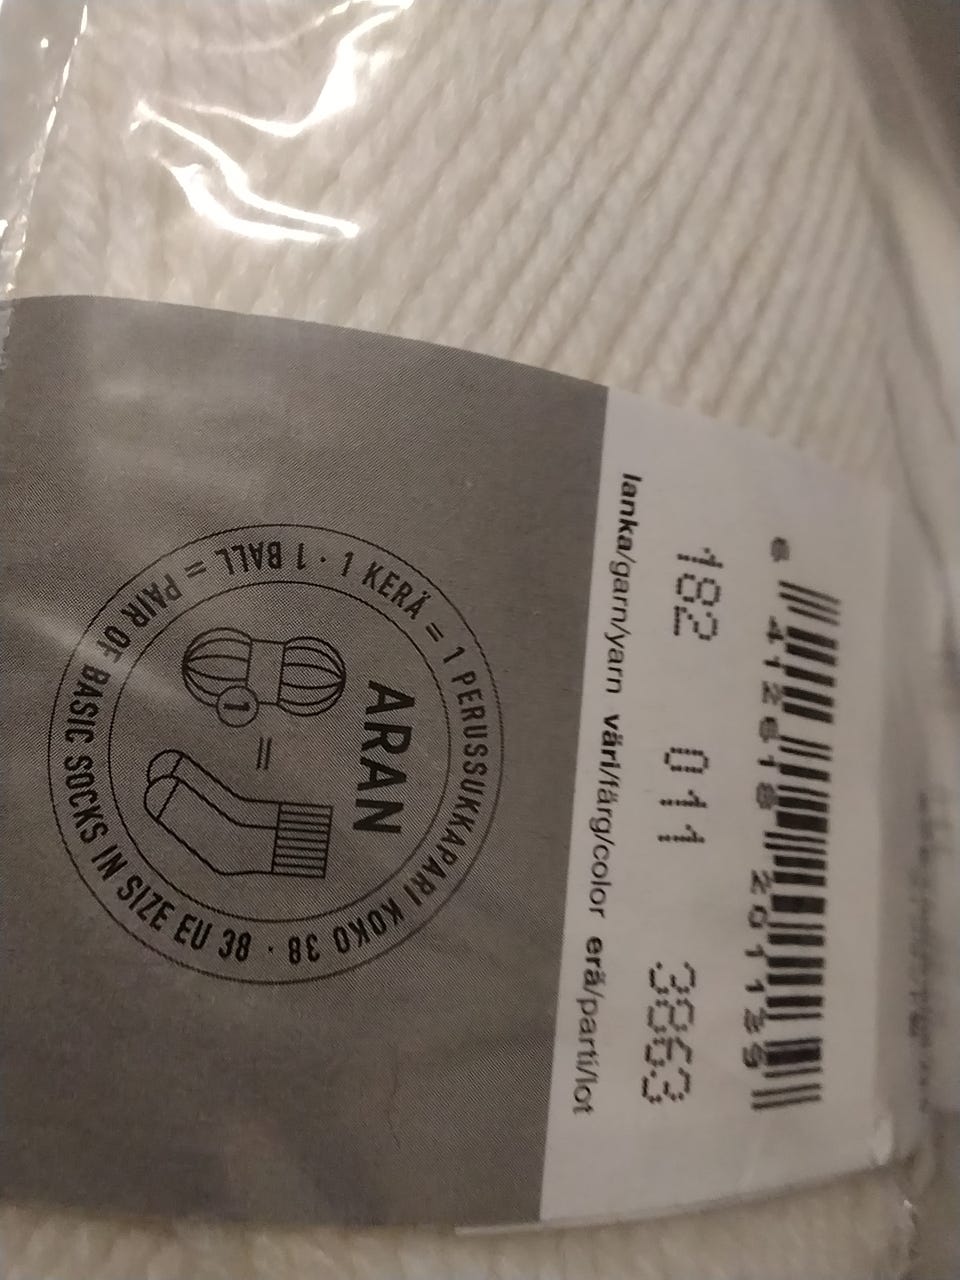 6 412618 201139
182 011 3863
lanka/garn/yarn väri/färg/color erä/parti/lot
1 KERÄ = 1 PERUSSUKKAPARI KOKO 38 ·
1 BALL = PAIR OF BASIC SOCKS IN SIZE EU 38 ·
ARAN
1 =